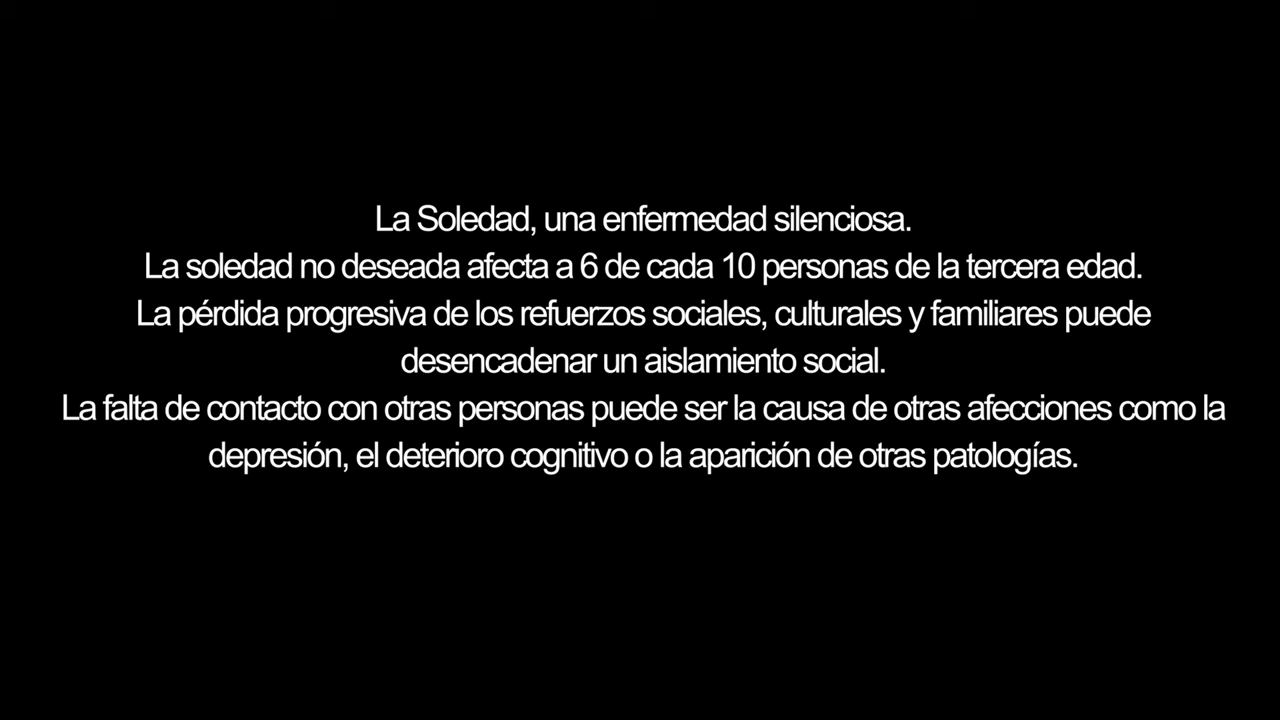 La Soledad, una enfermedad silenciosa.
La soledad no deseada afecta a 6 de cada 10 personas de la tercera edad.
La pérdida progresiva de los refuerzos sociales, culturales y familiares puede
desencadenar un aislamiento social.
La falta de contacto con otras personas puede ser la causa de otras afecciones como la
depresión, el deterioro cognitivo o la aparición de otras patologías.